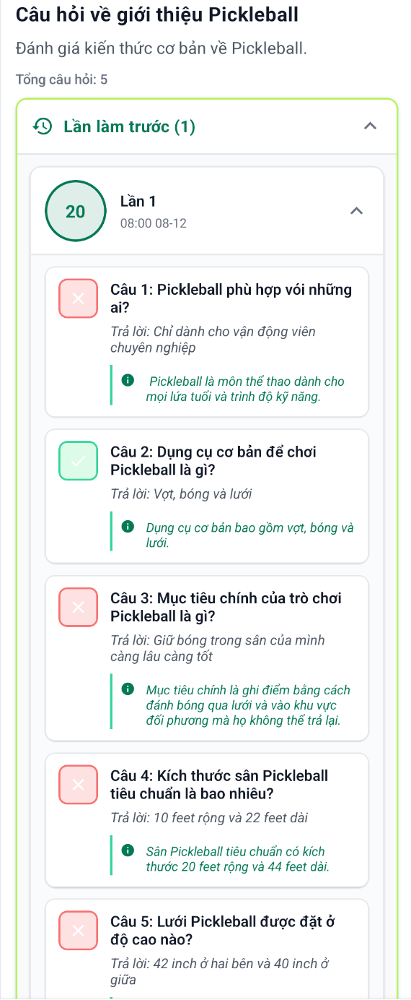 Câu hỏi về giới thiệu Pickleball
Đánh giá kiến thức cơ bản về Pickleball.
Tổng câu hỏi: 5
Lần làm trước (1)
20
Lần 1
08:00 08-12
Câu 1: Pickleball phù hợp vói những
ai?
Trả lời: Chỉ dành cho vận động viên
chuyên nghiệp
Pickleball là môn thể thao dành cho
mọi lứa tuổi và trình độ kỹ năng.
Câu 2: Dụng cụ cơ bản để chơi
Pickleball là gì?
Trả lời: Vợt, bóng và lưới
Dụng cụ cơ bản bao gồm vợt, bóng và
lưới.
Câu 3: Mục tiêu chính của trò chơi
Pickleball là gì?
Trả lời: Giữ bóng trong sân của mình
càng lâu càng tốt
Mục tiêu chính là ghi điểm bằng cách
đánh bóng qua lưới và vào khu vực
đối phương mà họ không thể trả lại.
Câu 4: Kích thước sân Pickleball
tiêu chuẩn là bao nhiêu?
Trả lời: 10 feet rộng và 22 feet dài
Sân Pickleball tiêu chuẩn có kích
thước 20 feet rộng và 44 feet dài.
Câu 5: Lưới Pickleball được đặt ở
độ cao nào?
Trả lời: 42 inch ở hai bên và 40 inch ở
giữa